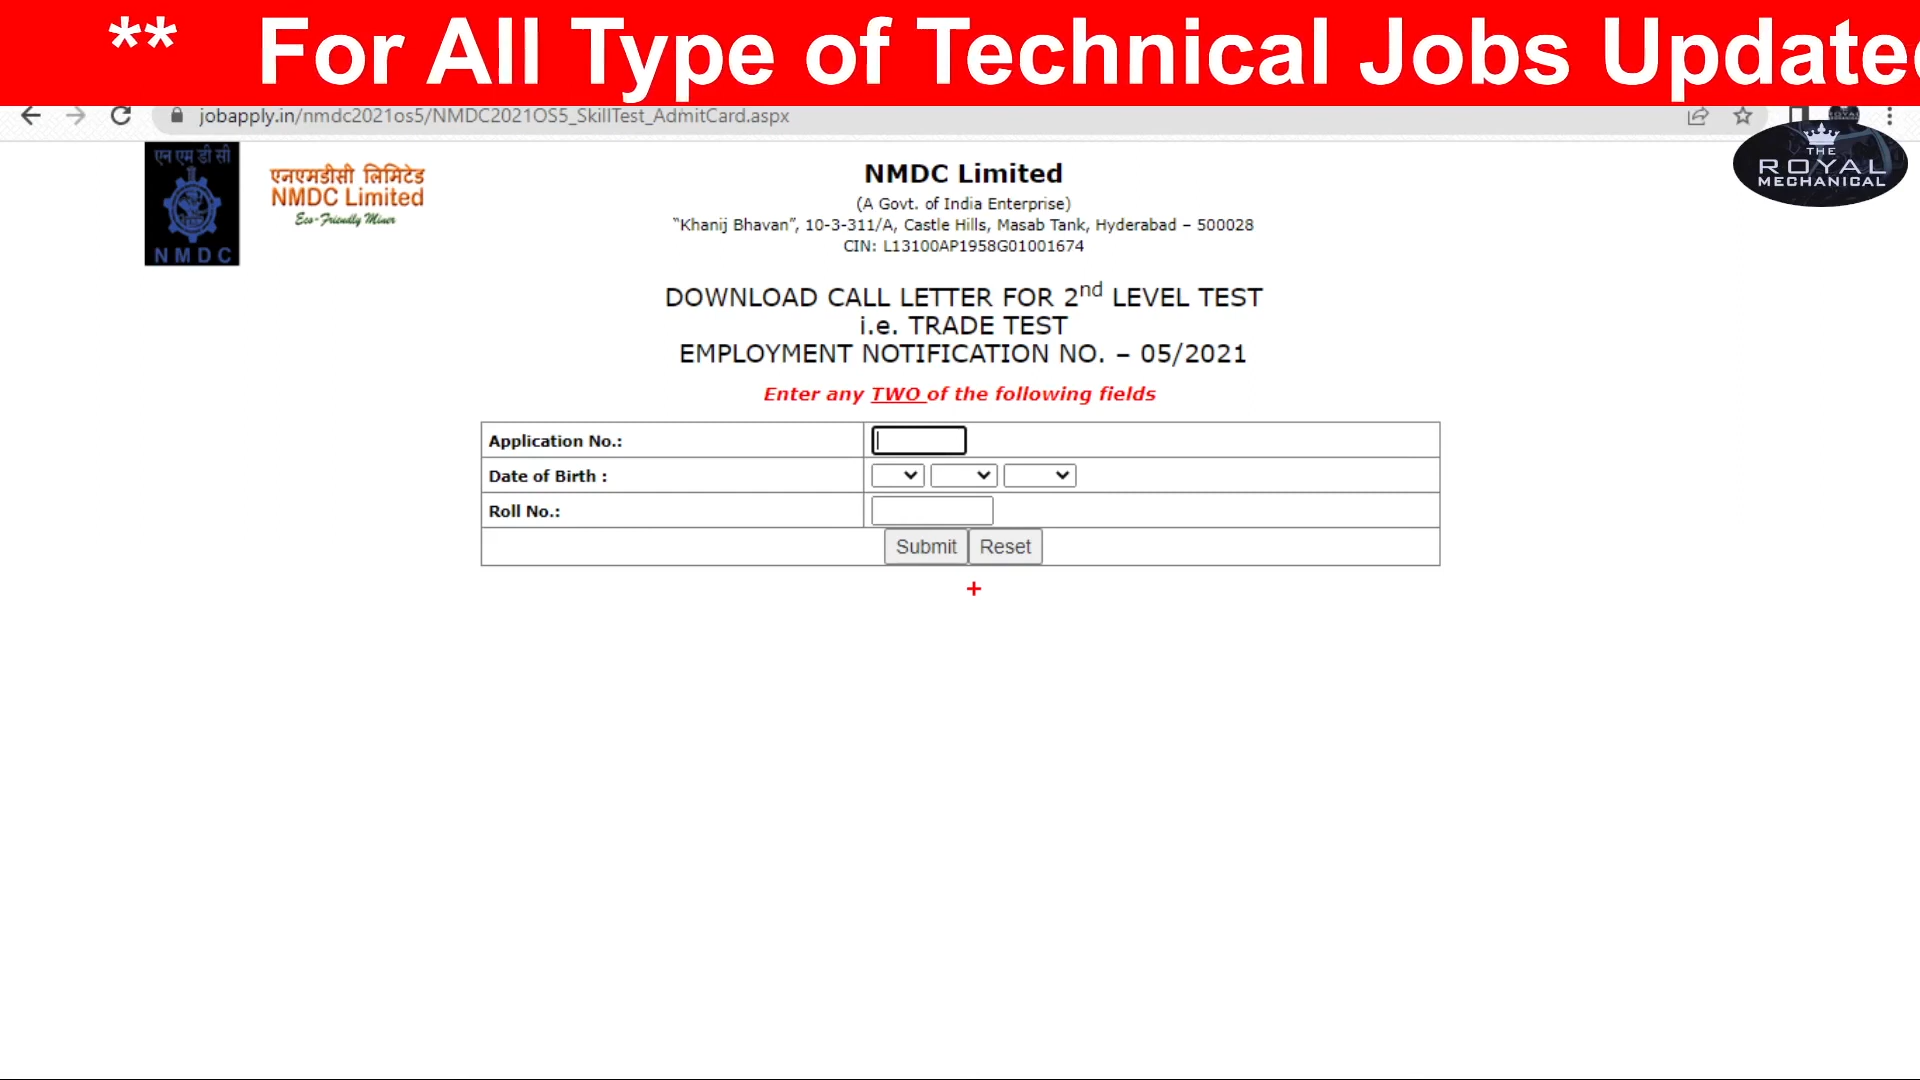 ** For All Type of Technical Jobs Updated
jobapply.in/nmdc2021os5/NMDC2021OS5_SkillTest_AdmitCard.aspx
एन एम डी सी
NMDC
एनएमडीसी लिमिटेड
NMDC Limited
Eco-Friendly Miner
NMDC Limited
(A Govt. of India Enterprise)
"Khanij Bhavan", 10-3-311/A, Castle Hills, Masab Tank, Hyderabad – 500028
CIN: L13100AP1958G01001674
THE
ROYAL
MECHANICAL
DOWNLOAD CALL LETTER FOR 2nd LEVEL TEST
i.e. TRADE TEST
EMPLOYMENT NOTIFICATION NO. – 05/2021
Enter any TWO of the following fields
Application No.:
Date of Birth :
Roll No.:
Submit Reset